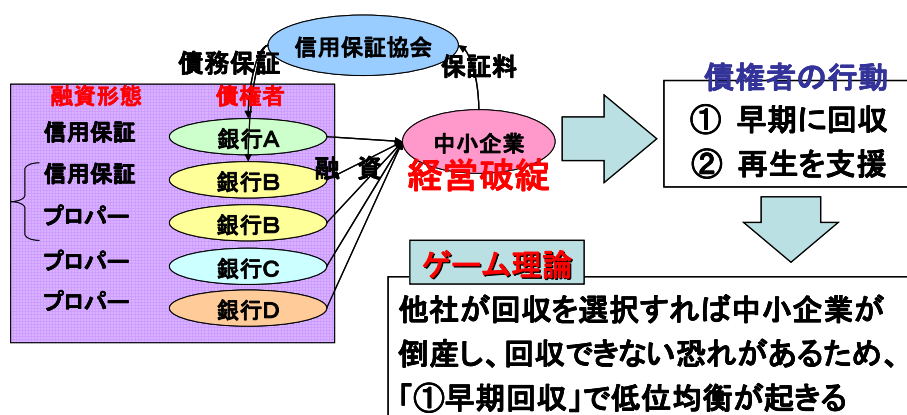 信用保証協会
債務保証
保証料
融資形態 債権者
信用保証 銀行A
信用保証 銀行B
プロパー 銀行B
プロパー 銀行C
プロパー 銀行D
融 資
中小企業
経営破綻
債権者の行動
① 早期に回収
② 再生を支援
ゲーム理論
他社が回収を選択すれば中小企業が
倒産し、回収できない恐れがあるため、
「①早期回収」で低位均衡が起きる